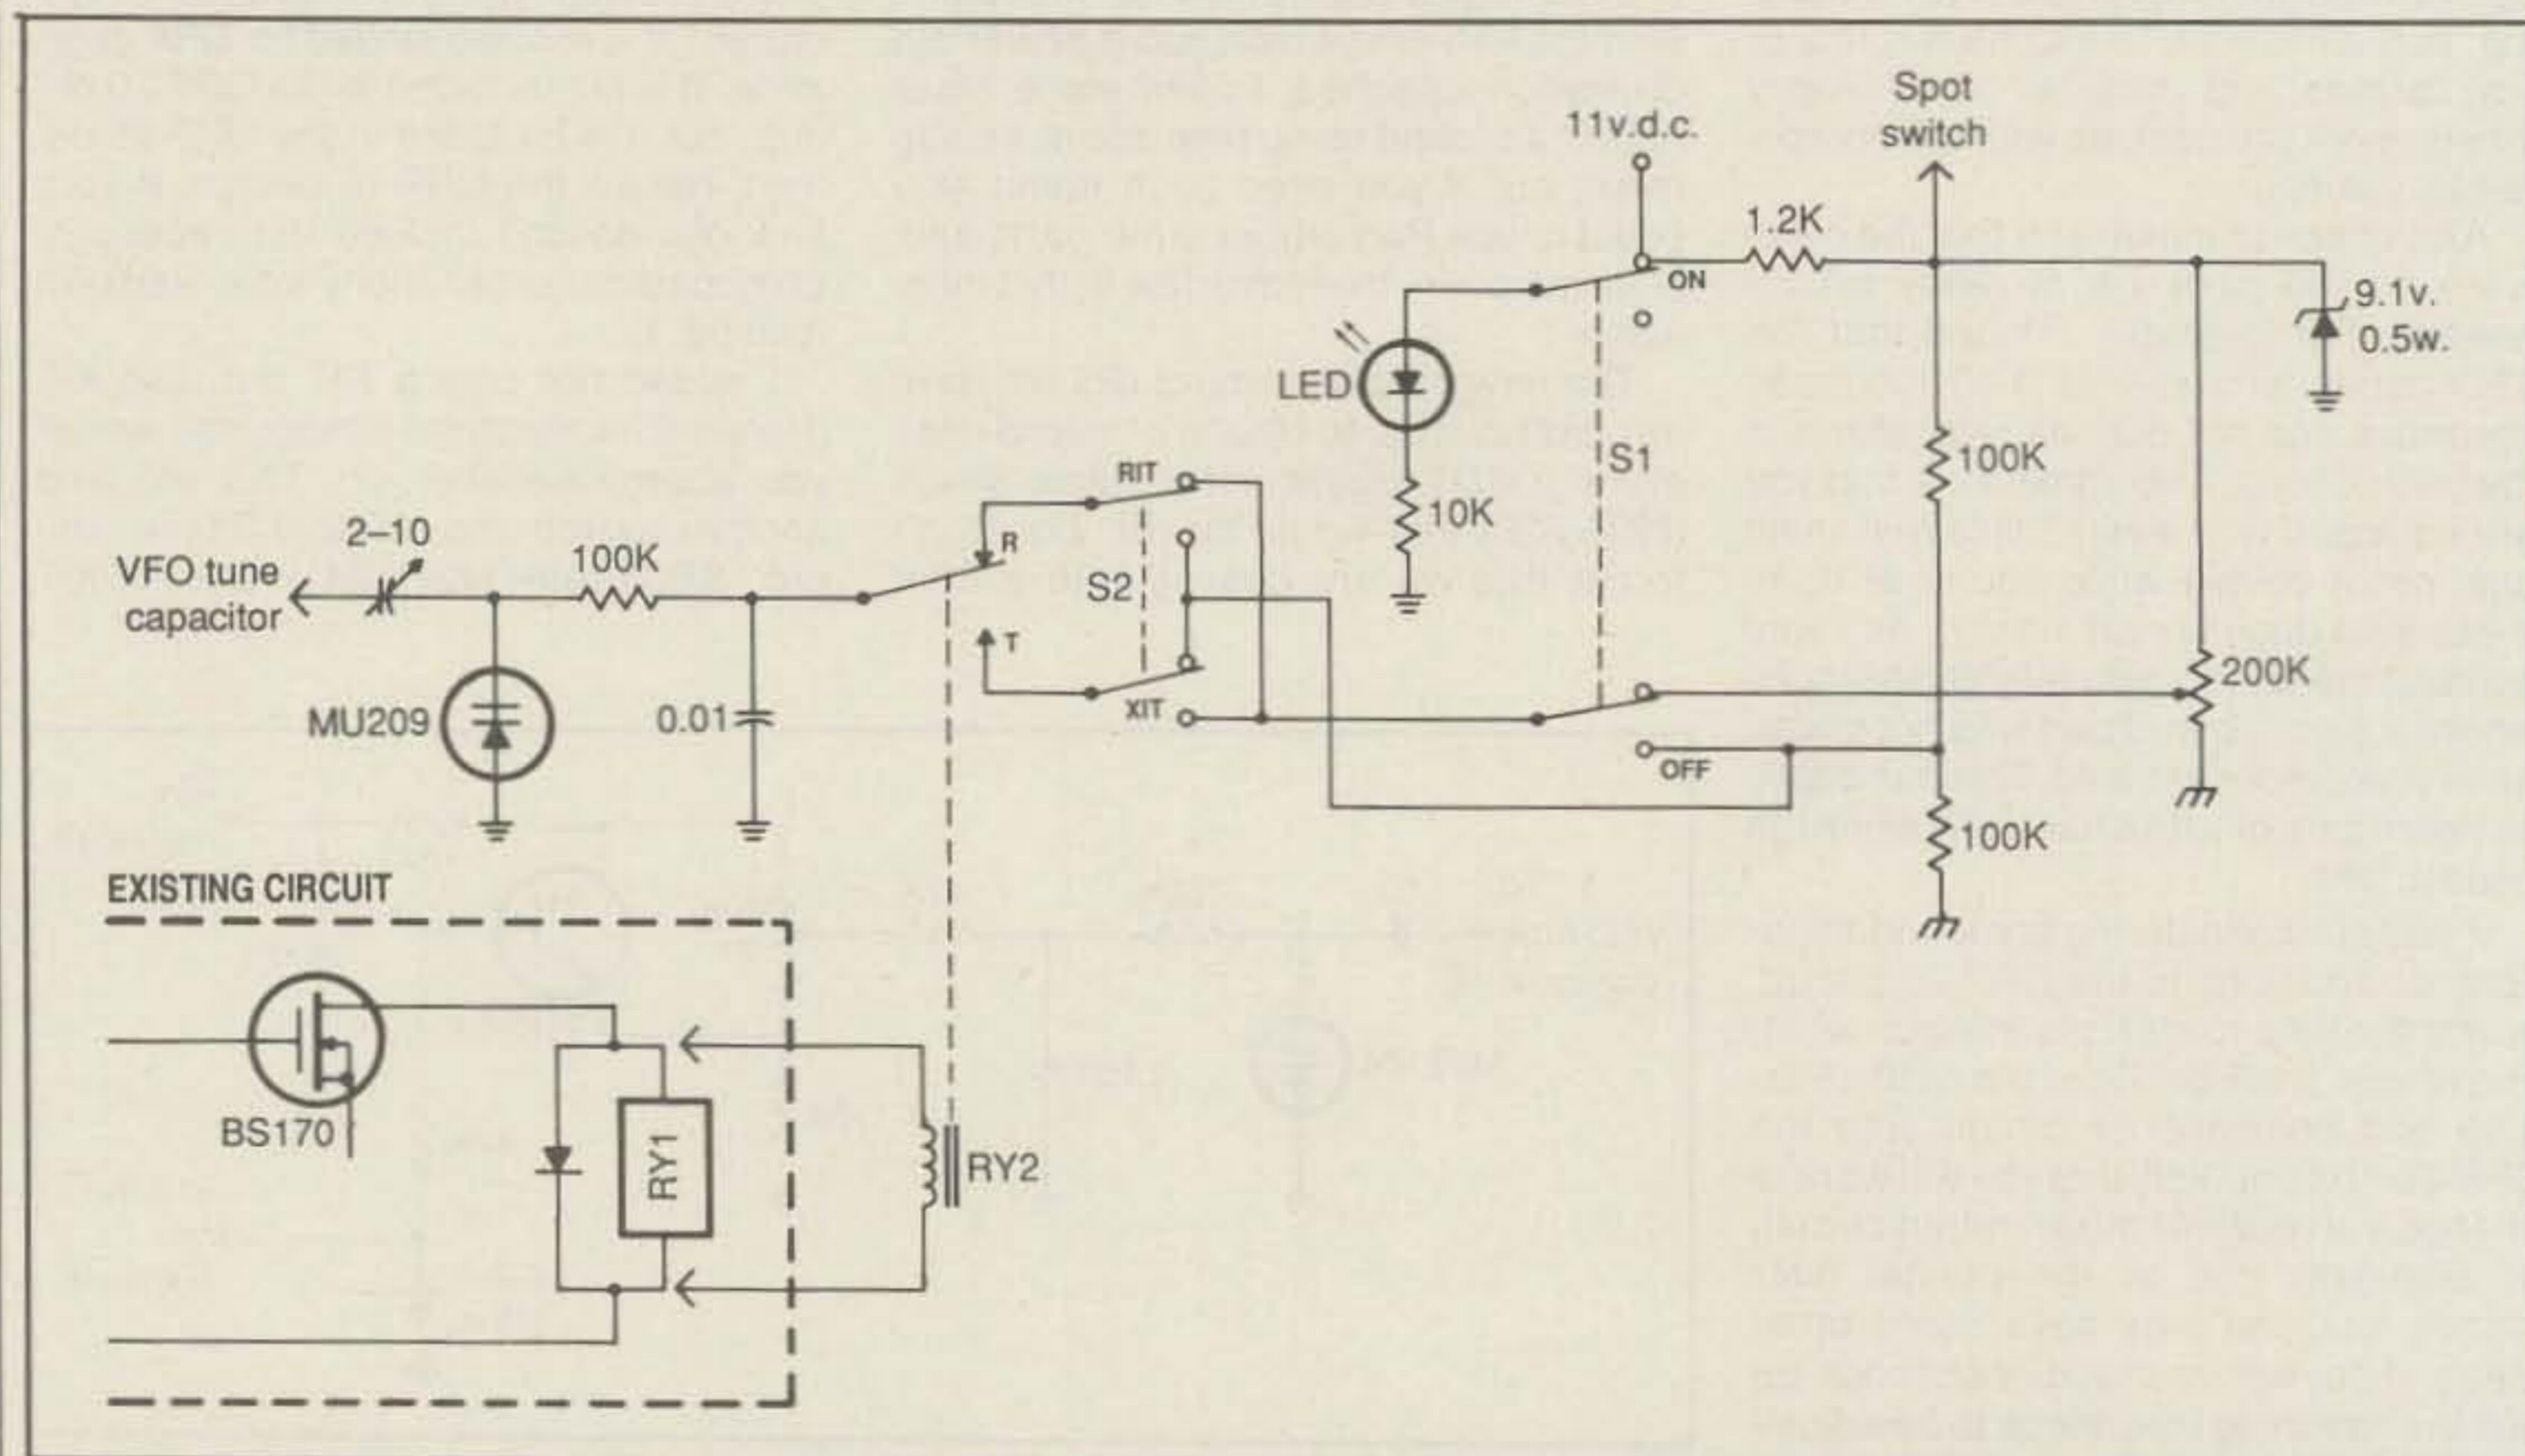 Spot
switch
11v.d.c.
1.2K
ON
9.1v.
0.5w.
LED
10K
S1
100K
RIT
R
S2
T
XIT
2–10
100K
VFO tune
capacitor
MU209
0.01
200K
OFF
100K
EXISTING CIRCUIT
BS170
RY1
RY2